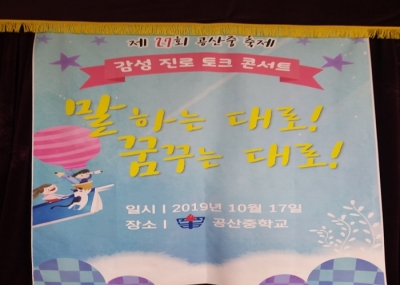 제 29회 공산중 축제
감성 진로 토크 콘서트
말하는 대로!
꿈꾸는 대로!
일시 | 2019년 10월 17일
장소 | 공산중학교